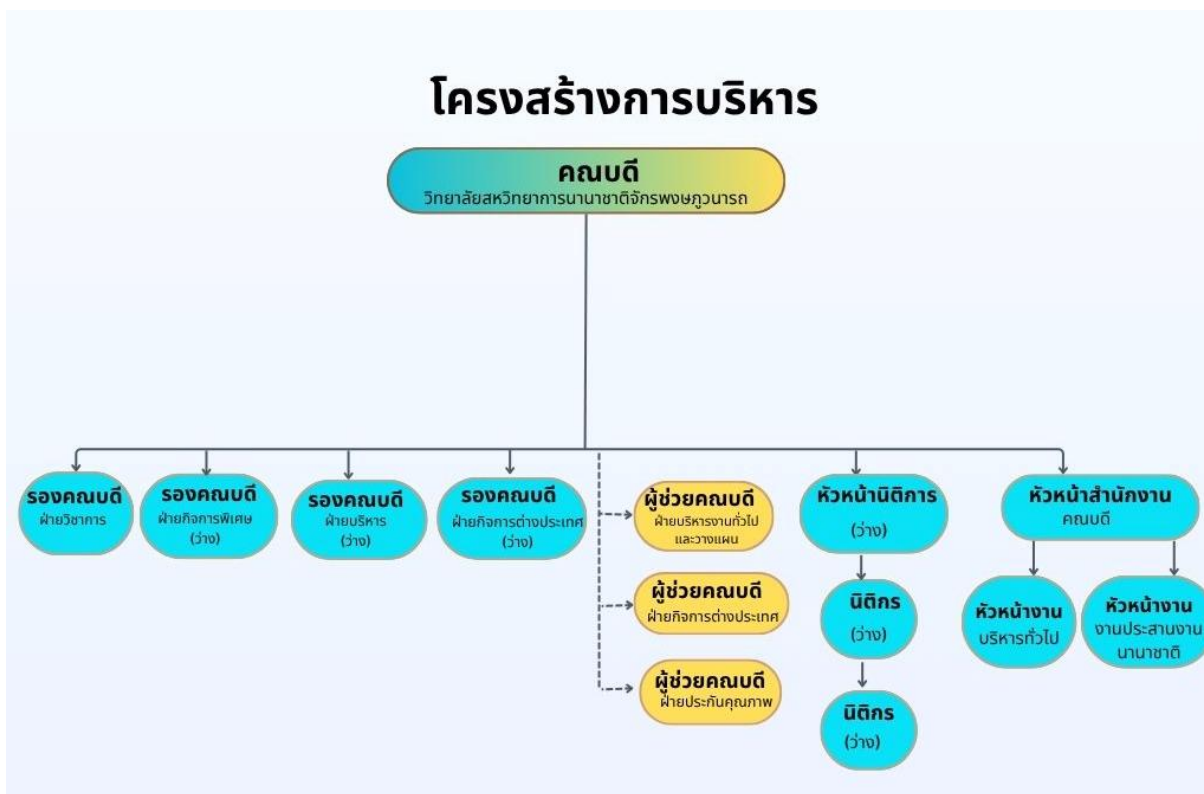 โครงสร้างการบริหาร
คณบดี
วิทยาลัยสหวิทยาการนานาชาติจักรพงษภูวนารถ
รองคณบดี
ฝ่ายวิชาการ
รองคณบดี
ฝ่ายกิจการพิเศษ
(ว่าง)
รองคณบดี
ฝ่ายบริหาร
(ว่าง)
รองคณบดี
ฝ่ายกิจการต่างประเทศ
(ว่าง)
ผู้ช่วยคณบดี
ฝ่ายบริหารงานทั่วไป
และวางแผน
ผู้ช่วยคณบดี
ฝ่ายกิจการต่างประเทศ
ผู้ช่วยคณบดี
ฝ่ายประกันคุณภาพ
หัวหน้านิติการ
(ว่าง)
นิติกร
(ว่าง)
นิติกร
(ว่าง)
หัวหน้าสำนักงาน
คณบดี
หัวหน้างาน
บริหารทั่วไป
หัวหน้างาน
งานประสานงาน
นานาชาติ